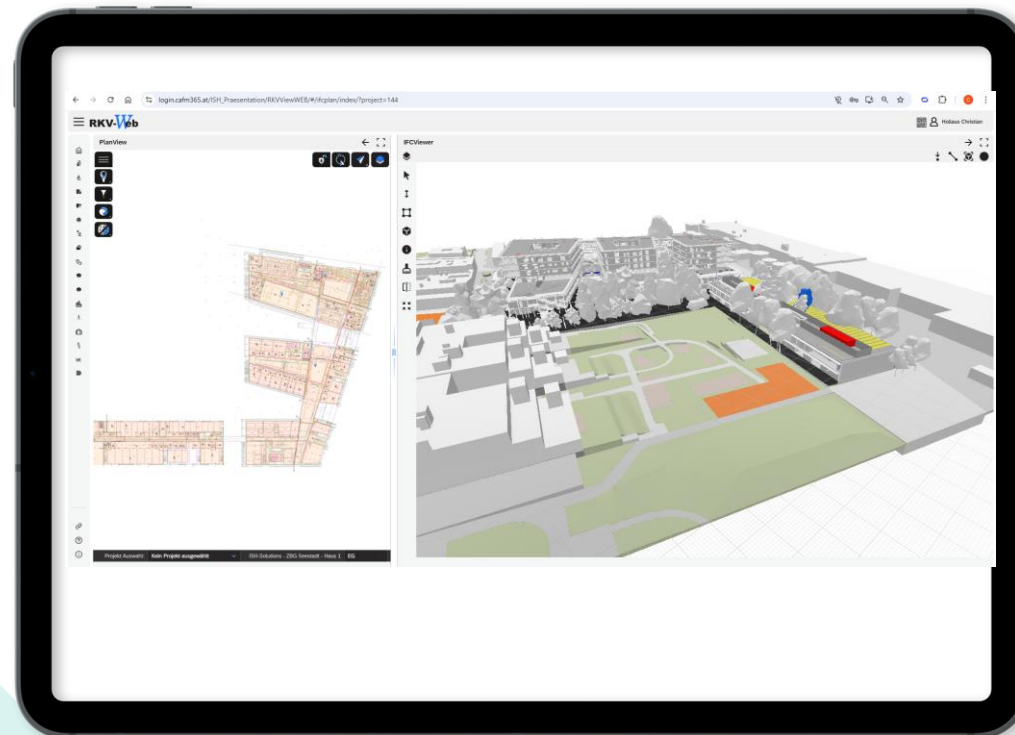 login.cafm365.at/ISH_Praesentation/RKVViewWEB/#/ifcplan/index/?project=144
RKV-Web
Hollaus Christian
PlanView
IFCViewer
Projekt Auswahl: Kein Projekt ausgewählt
ISH-Solutions - ZBG Seestadt - Haus 1 EG